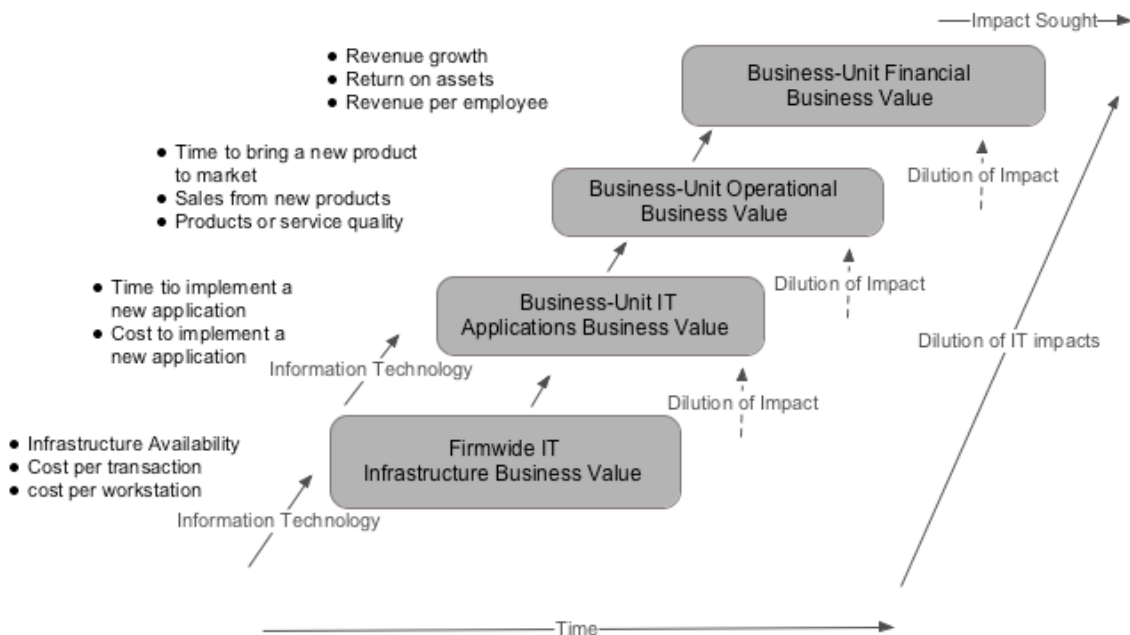 Impact Sought
● Revenue growth
● Return on assets
● Revenue per employee
Business-Unit Financial
Business Value
● Time to bring a new product
to market
● Sales from new products
● Products or service quality
Business-Unit Operational
Business Value
Dilution of Impact
● Time tio implement a
new application
● Cost to implement a
new application
Business-Unit IT
Applications Business Value
Dilution of Impact
Dilution of IT impacts
Information Technology
● Infrastructure Availability
● Cost per transaction
● cost per workstation
Firmwide IT
Infrastructure Business Value
Dilution of Impact
Information Technology
Time